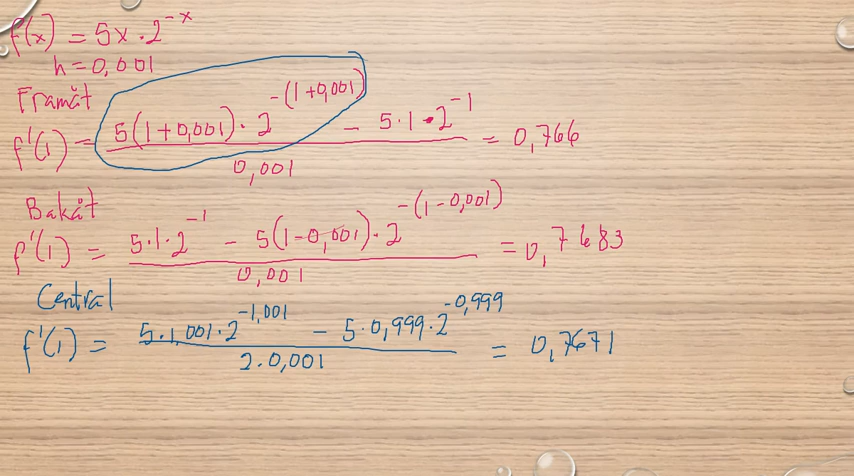 f(x) = 5x · 2^-x
h = 0,001
Framåt
f'(1) = (5(1+0,001) · 2^-(1+0,001) - 5·1·2^-1) / 0,001 = 0,766
Bakåt
f'(1) = (5·1·2^-1 - 5(1-0,001) · 2^-(1-0,001)) / 0,001 = 0,7683
Central
f'(1) = (5·1,001·2^-1,001 - 5·0,999·2^-0,999) / 2·0,001 = 0,7671